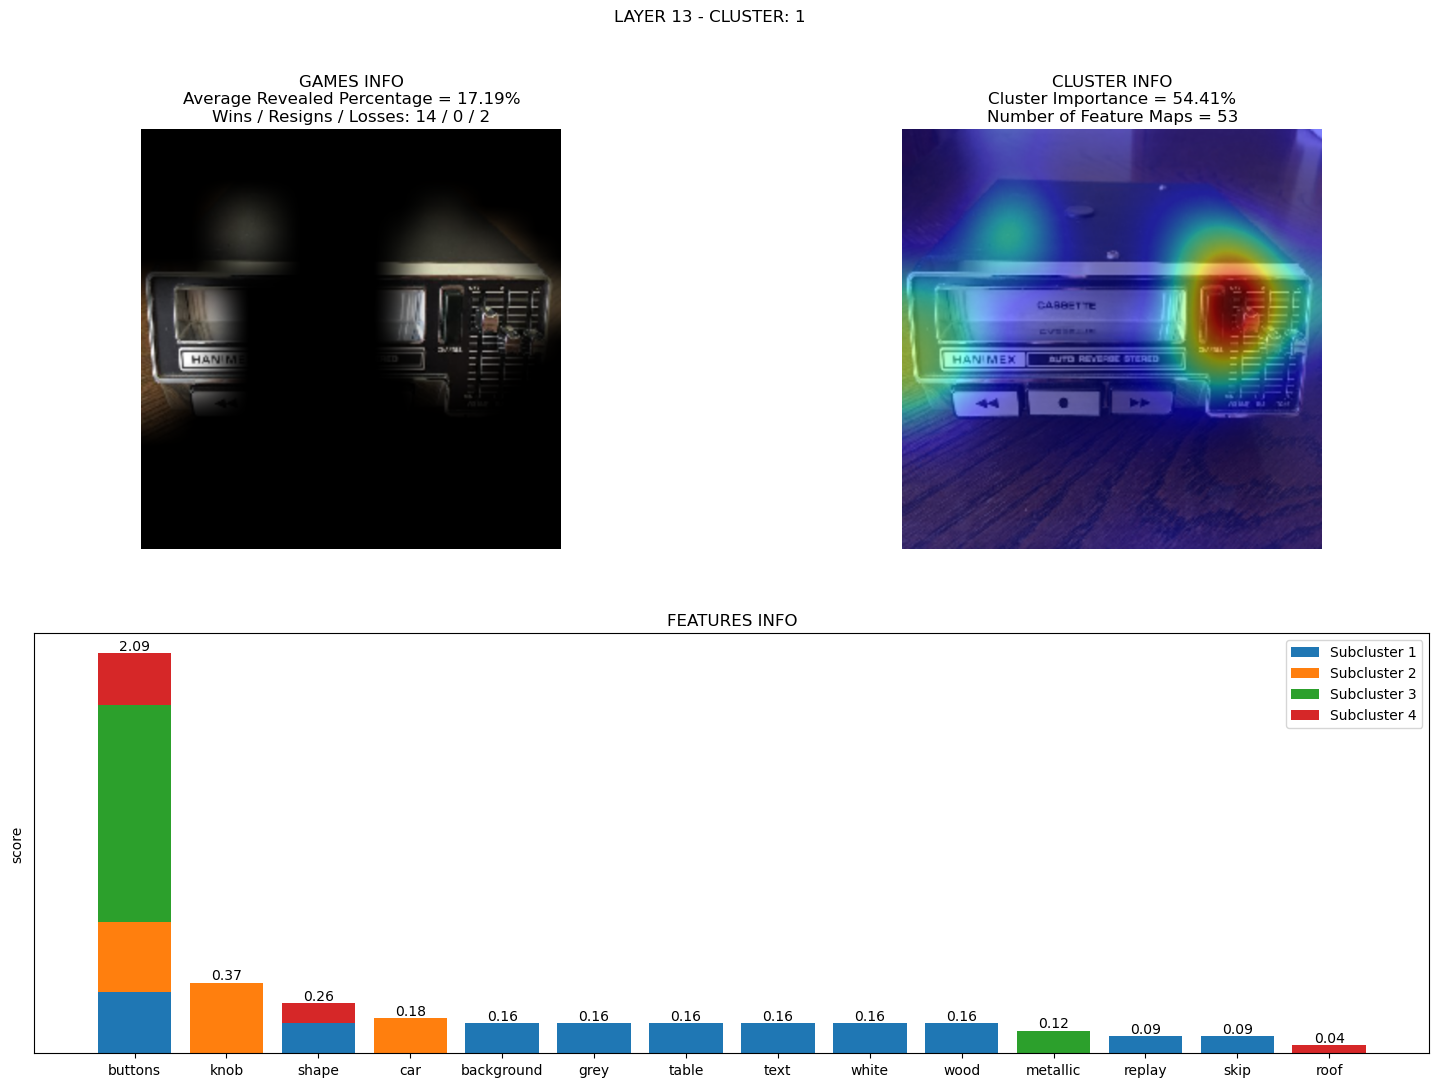 LAYER 13 - CLUSTER: 1
GAMES INFO
Average Revealed Percentage = 17.19%
Wins / Resigns / Losses: 14 / 0 / 2
HANIME
CLUSTER INFO
Cluster Importance = 54.41%
Number of Feature Maps = 53
CASSETTE
HANIMEX AUTO REVERSE STEREO
FEATURES INFO
score
2.09
0.37
0.26
0.18
0.16
0.16
0.16
0.16
0.16
0.16
0.12
0.09
0.09
0.04
Subcluster 1
Subcluster 2
Subcluster 3
Subcluster 4
buttons knob shape car background grey table text white wood metallic replay skip roof